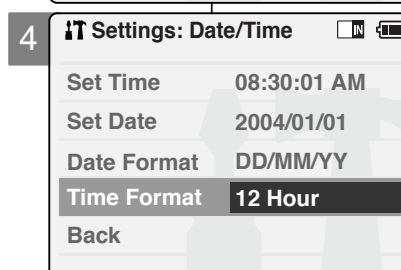 4
Settings: Date/Time IN
Set Time 08:30:01 AM
Set Date 2004/01/01
Date Format DD/MM/YY
Time Format 12 Hour
Back